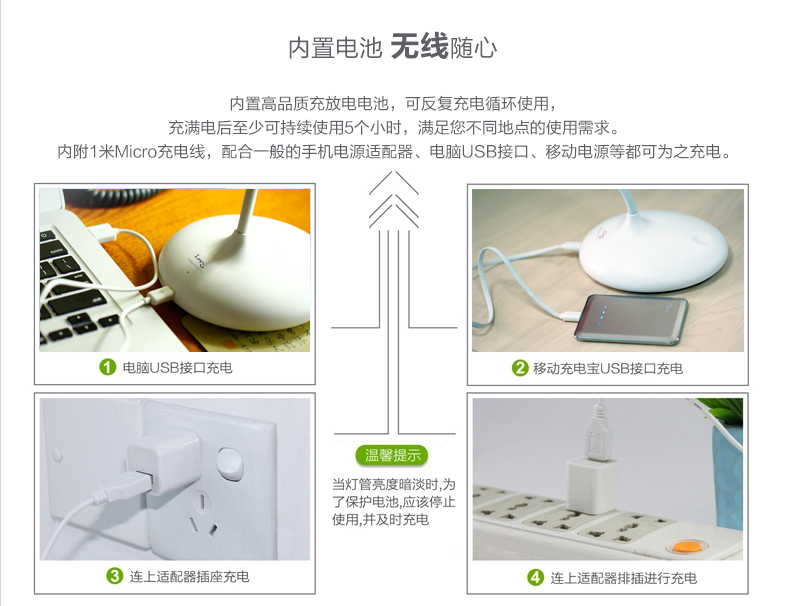 内置电池 无线随心
内置高品质充放电电池，可反复充电循环使用，
充满电后至少可持续使用5个小时，满足您不同地点的使用需求。
内附1米Micro充电线，配合一般的手机电源适配器、电脑USB接口、移动电源等都可为之充电。
1 电脑USB接口充电
2 移动充电宝USB接口充电
温馨提示
当灯管亮度暗淡时,为
了保护电池,应该停止
使用,并及时充电
3 连上适配器插座充电
4 连上适配器排插进行充电